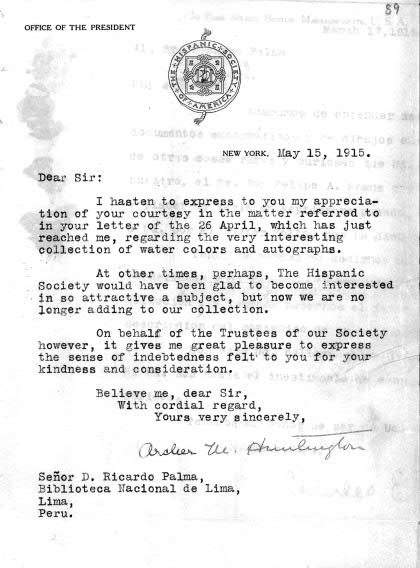 89
OFFICE OF THE PRESIDENT
THE HISPANIC SOCIETY OF AMERICA
NEW YORK, May 15, 1915.
Dear Sir:
I hasten to express to you my apprecia-
tion of your courtesy in the matter referred to
in your letter of the 26 April, which has just
reached me, regarding the very interesting
collection of water colors and autographs.
At other times, perhaps, The Hispanic
Society would have been glad to become interested
in so attractive a subject, but now we are no
longer adding to our collection.
On behalf of the Trustees of our Society
however, it gives me great pleasure to express
the sense of indebtedness felt to you for your
kindness and consideration.
Believe me, dear Sir,
With cordial regard,
Yours very sincerely,
Archer M. Huntington
Señor D. Ricardo Palma,
Biblioteca Nacional de Lima,
Lima,
Peru.